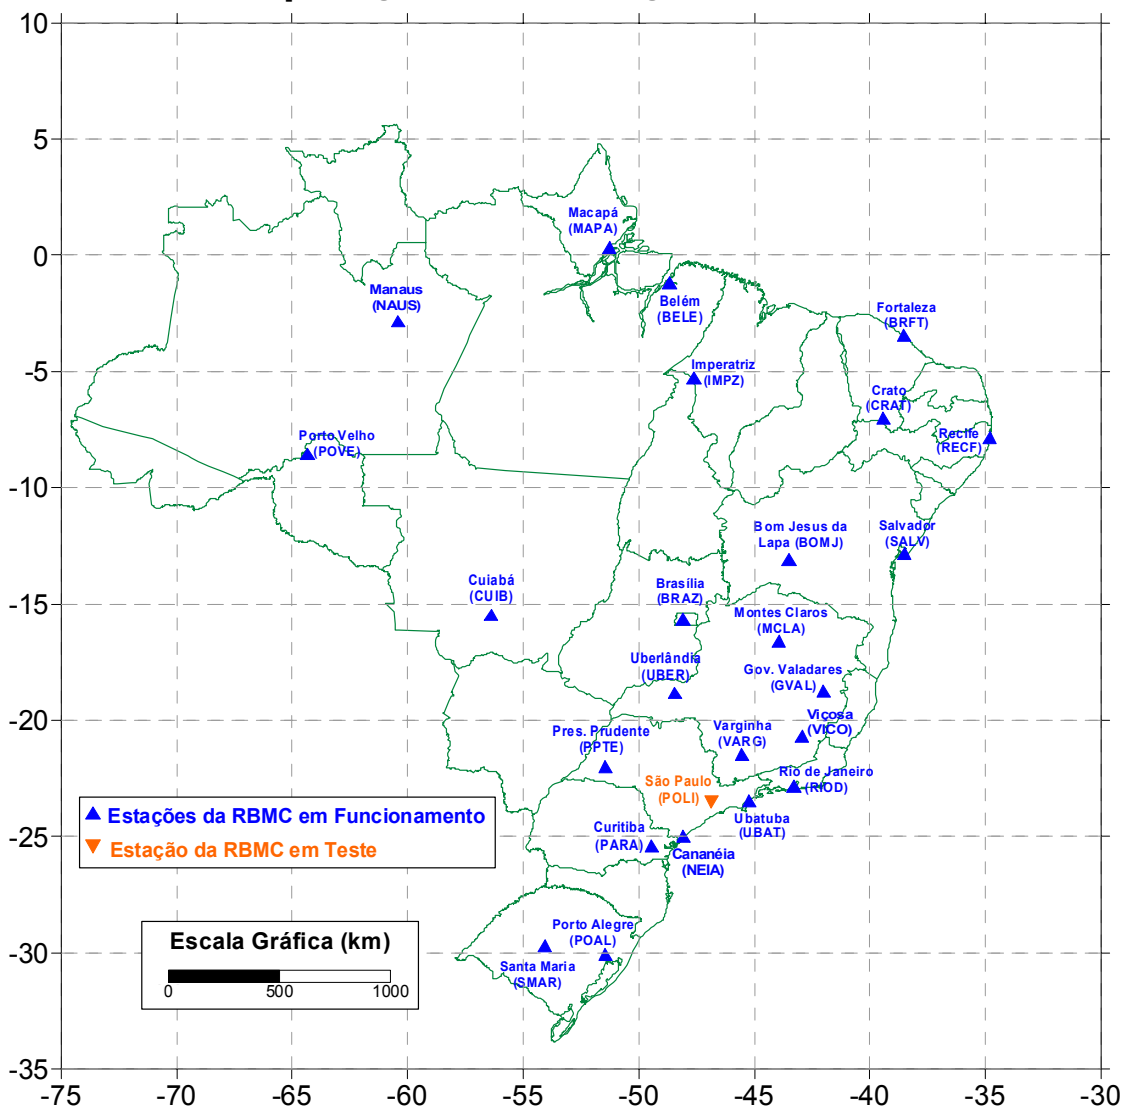 10
5
0
-5
-10
-15
-20
-25
-30
-35
-75
-70
-65
-60
-55
-50
-45
-40
-35
-30
Macapá
(MAPA)
Manaus
(NAUS)
Belém
(BELE)
Fortaleza
(BRFT)
Imperatriz
(IMPZ)
Crato
(CRAT)
Recife
(RECF)
Porto Velho
(POVE)
Bom Jesus da
Lapa (BOMJ)
Salvador
(SALV)
Cuiabá
(CUIB)
Brasília
(BRAZ)
Montes Claros
(MCLA)
Uberlândia
(UBER)
Gov. Valadares
(GVAL)
Viçosa
(VICO)
Varginha
(VARG)
Pres. Prudente
(PPTE)
São Paulo
(POLI)
Rio de Janeiro
(RIOD)
Ubatuba
(UBAT)
Curitiba
(PARA)
Cananéia
(NEIA)
Porto Alegre
(POAL)
Santa Maria
(SMAR)
Estações da RBMC em Funcionamento
Estação da RBMC em Teste
Escala Gráfica (km)
0 500 1000